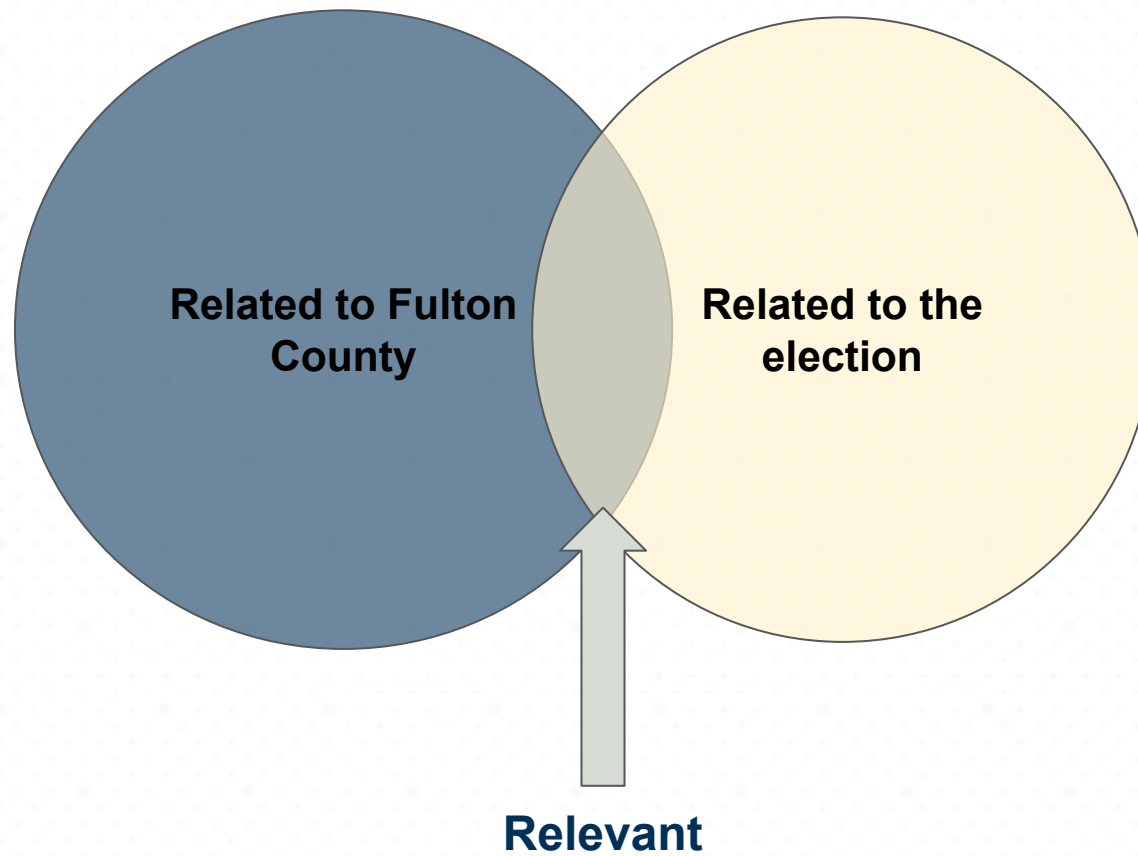 Related to Fulton
County
Related to the
election
Relevant